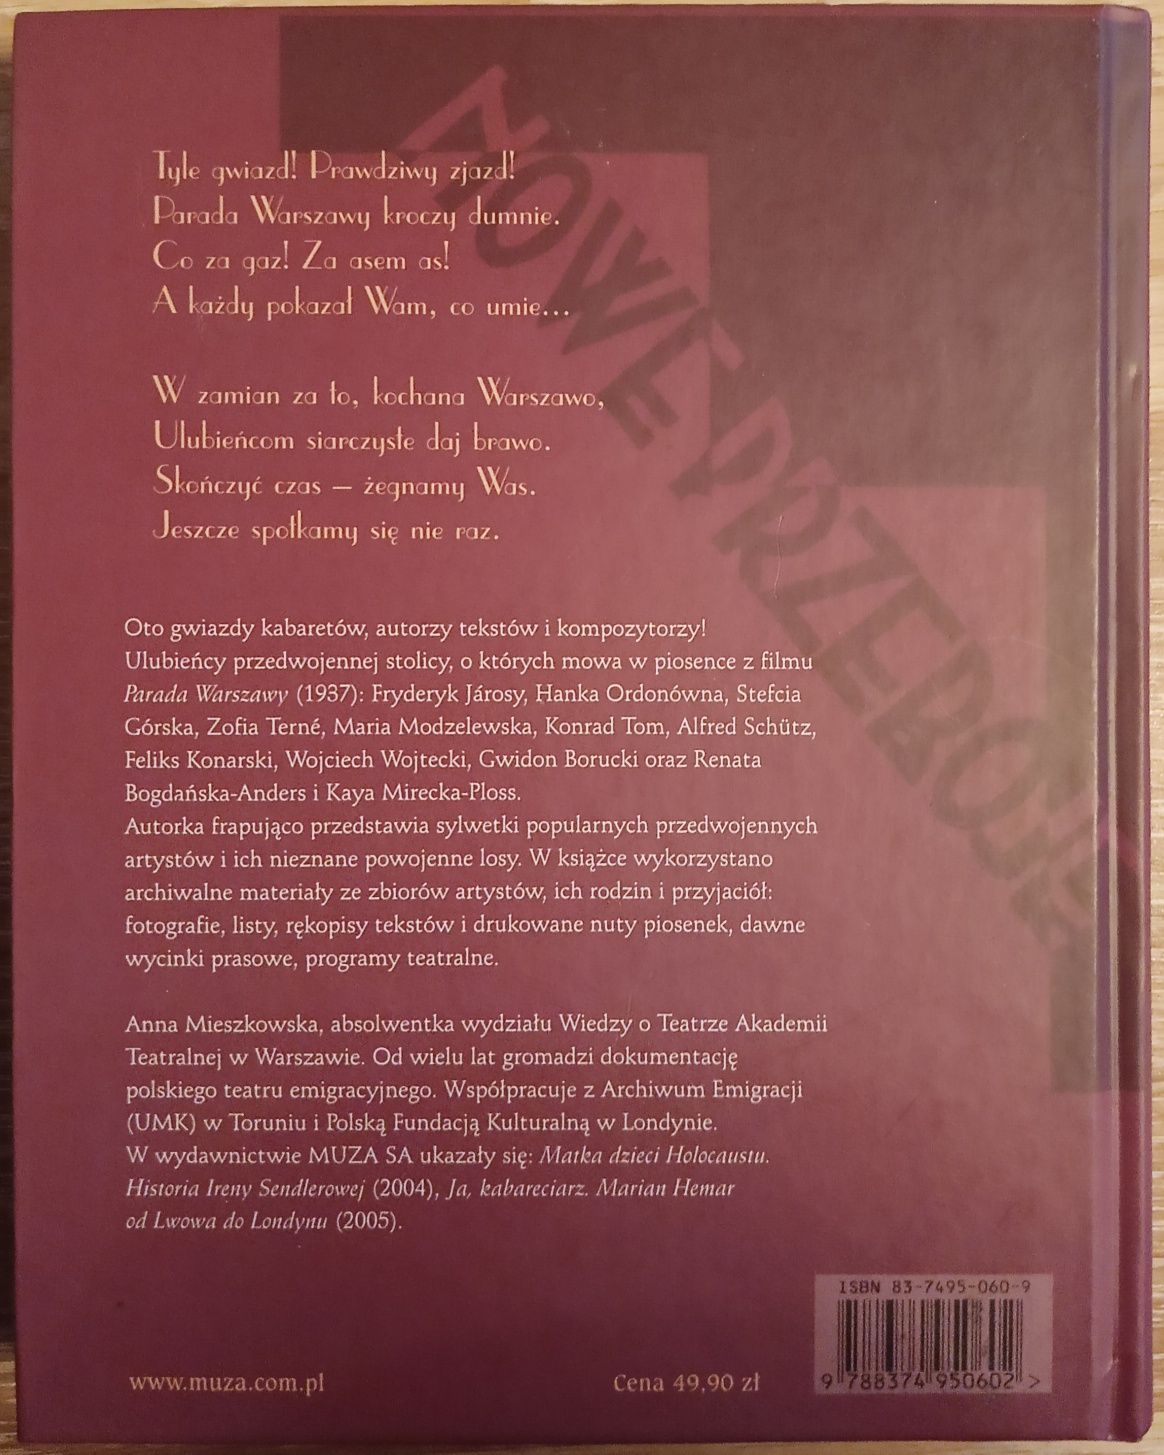 NOWE PRZEBOJE
Tyle gwiazd! Prawdziwy zjazd!
Parada Warszawy kroczy dumnie.
Co za gaz! Za asem as!
A każdy pokazał Wam, co umie...
W zamian za to, kochana Warszawo,
Ulubieńcom siarczyste daj brawo.
Skończyć czas – żegnamy Was.
Jeszcze spotkamy się nie raz.
Oto gwiazdy kabaretów, autorzy tekstów i kompozytorzy!
Ulubieńcy przedwojennej stolicy, o których mowa w piosence z filmu
Parada Warszawy (1937): Fryderyk Járosy, Hanka Ordonówna, Stefcia
Górska, Zofia Terné, Maria Modzelewska, Konrad Tom, Alfred Schütz,
Feliks Konarski, Wojciech Wojtecki, Gwidon Borucki oraz Renata
Bogdańska-Anders i Kaya Mirecka-Ploss.
Autorka frapująco przedstawia sylwetki popularnych przedwojennych
artystów i ich nieznane powojenne losy. W książce wykorzystano
archiwalne materiały ze zbiorów artystów, ich rodzin i przyjaciół:
fotografie, listy, rękopisy tekstów i drukowane nuty piosenek, dawne
wycinki prasowe, programy teatralne.
Anna Mieszkowska, absolwentka wydziału Wiedzy o Teatrze Akademii
Teatralnej w Warszawie. Od wielu lat gromadzi dokumentację
polskiego teatru emigracyjnego. Współpracuje z Archiwum Emigracji
(UMK) w Toruniu i Polską Fundacją Kulturalną w Londynie.
W wydawnictwie MUZA SA ukazały się: Matka dzieci Holocaustu.
Historia Ireny Sendlerowej (2004), Ja, kabareciarz. Marian Hemar
od Lwowa do Londynu (2005).
ISBN 83-7495-060-9
9 788374 950602 >
www.muza.com.pl
Cena 49,90 zł